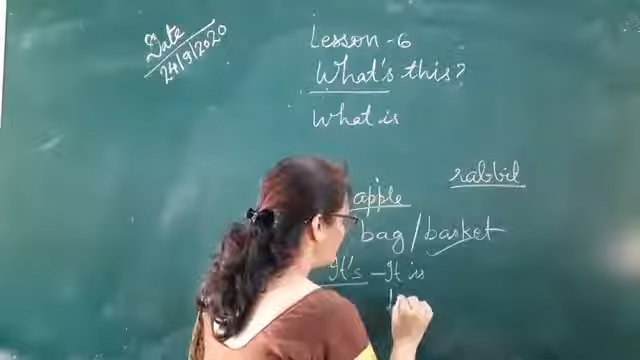 Date
24/9/2020
Lesson - 6
What's this?
What is
rabbit
apple
bag / basket
It's - It is